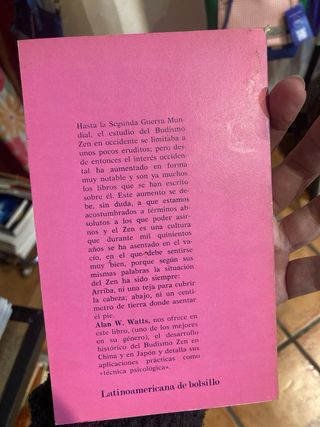 Hasta la Segunda Guerra Mun-
dial, el estudio del Budismo
Zen en occidente se limitaba a
unos pocos eruditos; pero des-
de entonces el interés occiden-
tal ha aumentado en forma
muy notable y son ya muchos
los libros que se han escrito
sobre él. Este aumento se de-
be, sin duda, a que estamos
acostumbrados a términos ab-
solutos a los que poder asir-
nos y el Zen es una cultura
que durante mil quinientos
años se ha asentado en el va-
cío, en el que debe sentirse
muy bien, porque según sus
mismas palabras la situación
del Zen ha sido siempre:
Arriba, ni una teja para cubrir
la cabeza; abajo, ni un centí-
metro de tierra donde asentar
el pie.
Alan W. Watts, nos ofrece en
este libro, (uno de los mejores
en su género), el desarrollo
histórico del Budismo Zen en
China y en Japón y detalla sus
aplicaciones prácticas como
«técnica psicológica».
Latinoamericana de bolsillo